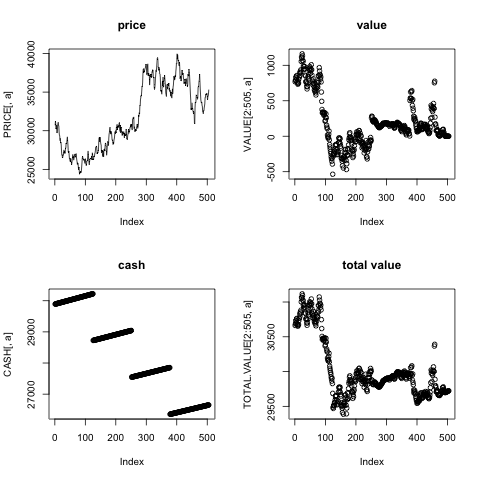 price
PRICE[, a]
25000 30000 35000 40000
0 100 200 300 400 500
Index
value
VALUE[2:505, a]
-500 0 500 1000
0 100 200 300 400 500
Index
cash
CASH[, a]
27000 29000
0 100 200 300 400 500
Index
total value
TOTAL.VALUE[2:505, a]
29500 30500
0 100 200 300 400 500
Index